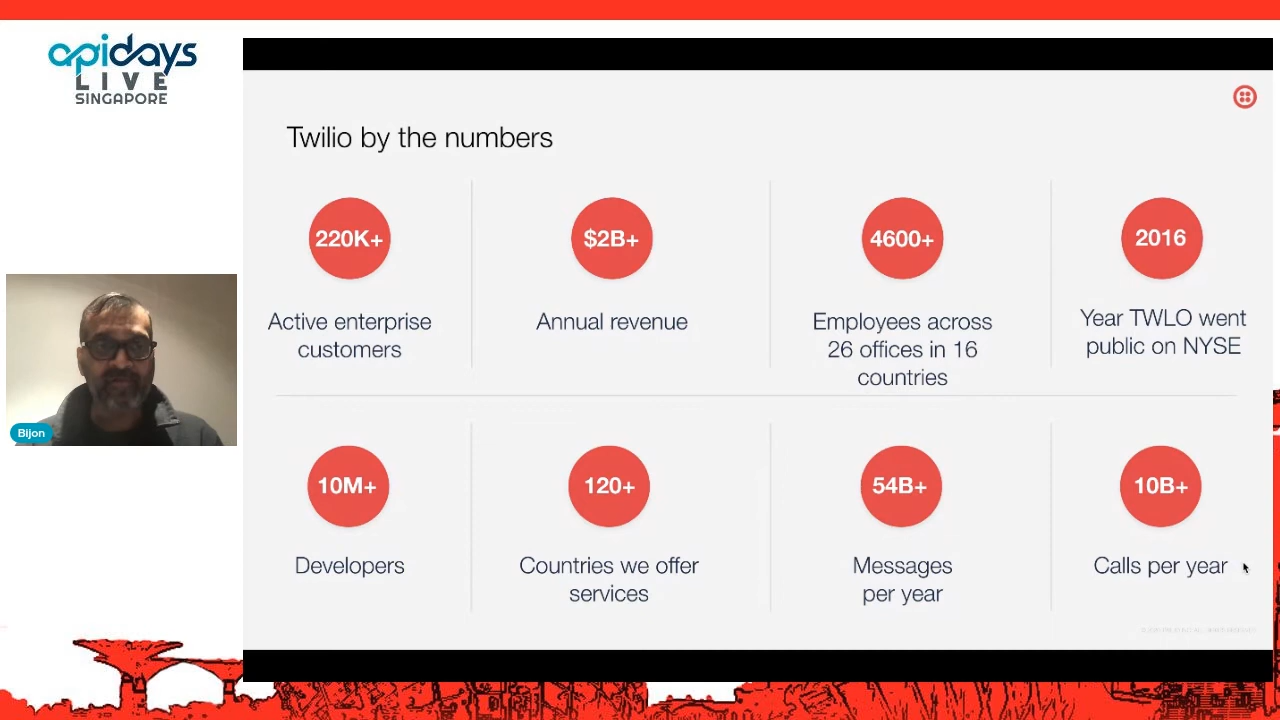 apidays
LIVE
SINGAPORE
Twilio by the numbers
220K+
Active enterprise
customers
$2B+
Annual revenue
4600+
Employees across
26 offices in 16
countries
2016
Year TWLO went
public on NYSE
10M+
Developers
120+
Countries we offer
services
54B+
Messages
per year
10B+
Calls per year
Bijon